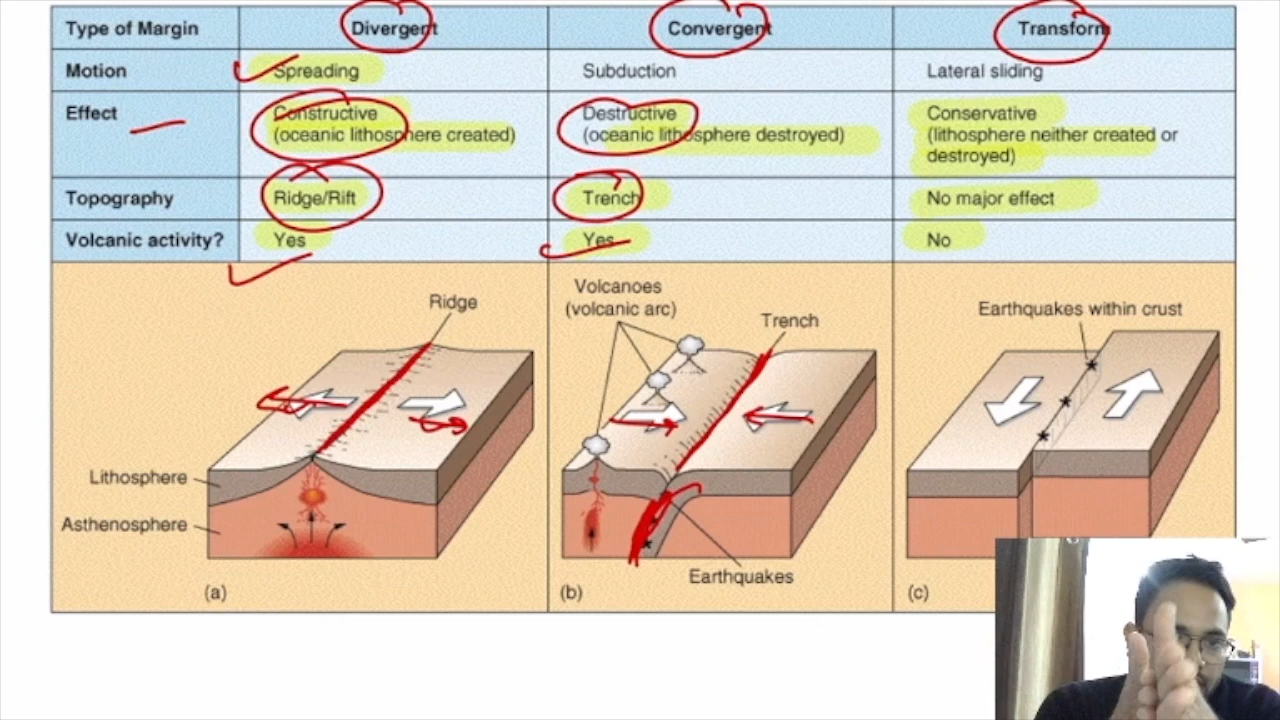 Type of Margin Divergent Convergent Transform
Motion Spreading Subduction Lateral sliding
Effect Constructive Destructive Conservative
(oceanic lithosphere created) (oceanic lithosphere destroyed) (lithosphere neither created or
destroyed)
Topography Ridge/Rift Trench No major effect
Volcanic activity? Yes Yes No
Volcanoes
(volcanic arc)
Ridge
Trench
Earthquakes within crust
Lithosphere
Asthenosphere
Earthquakes
(a) (b) (c)